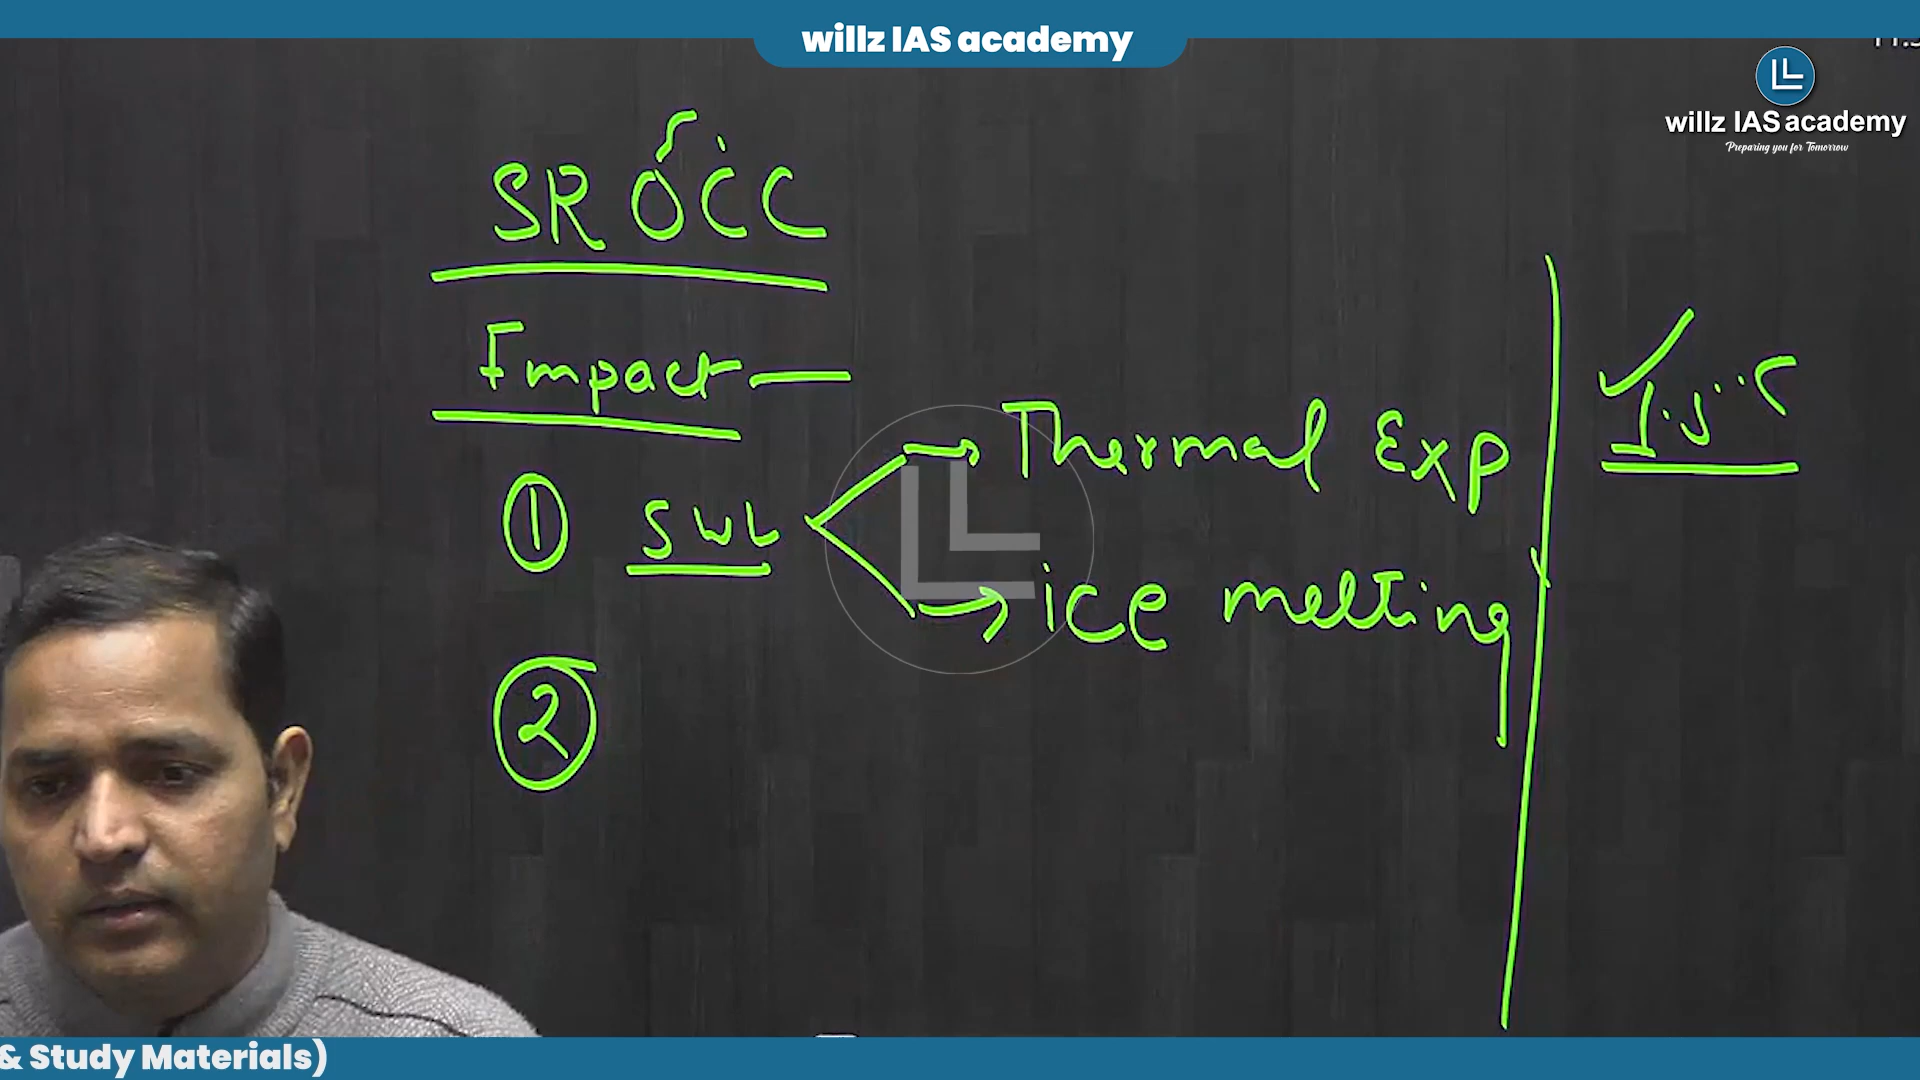 willz IAS academy
willz IAS academy
Preparing you for Tomorrow
SROCC
Impact —
① SWL
→ Thermal Exp
→ ice melting
②
& Study Materials)